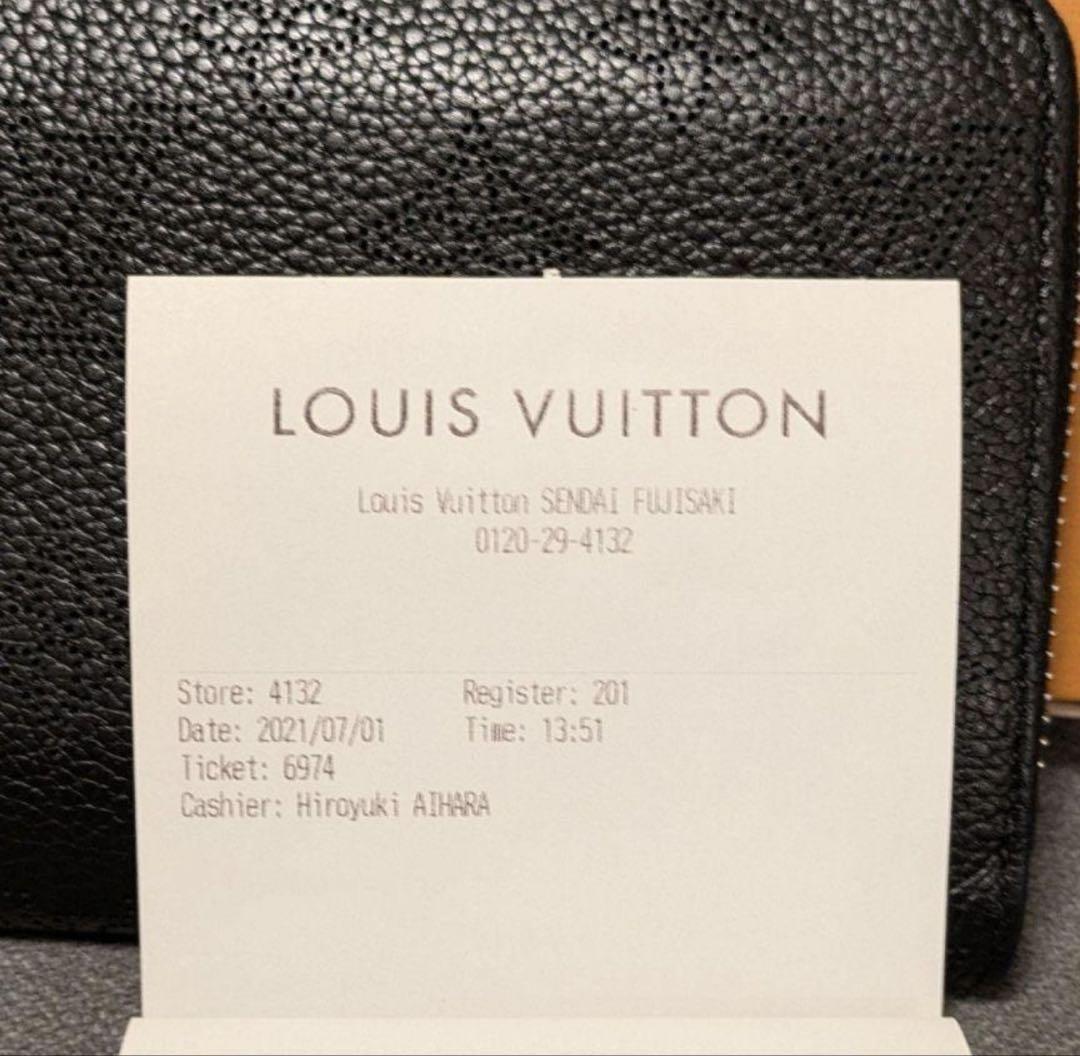 LOUIS VUITTON
Louis Vuitton SENDAI FUJISAKI
0120-29-4132
Store: 4132 Register: 201
Date: 2021/07/01 Time: 13:51
Ticket: 6974
Cashier: Hiroyuki AIHARA